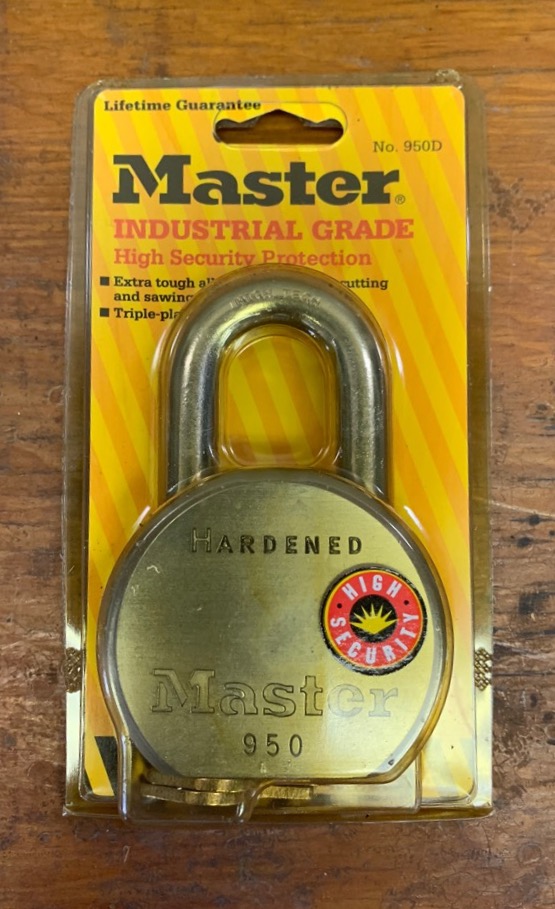 Lifetime Guarantee
No. 950D
Master®
INDUSTRIAL GRADE
High Security Protection
■ Extra tough cutting
and sawing
■ Triple-pla
HARDENED
HIGH
SECURITY
Master
950